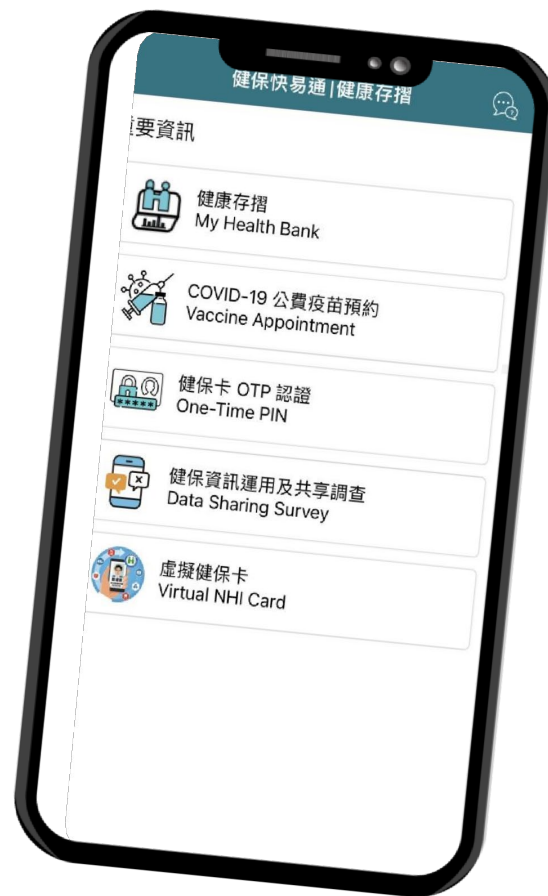 健保快易通|健康存摺
重要資訊
健康存摺
My Health Bank
COVID-19 公費疫苗預約
Vaccine Appointment
健保卡 OTP 認證
One-Time PIN
*****
健保資訊運用及共享調查
Data Sharing Survey
虛擬健保卡
Virtual NHI Card